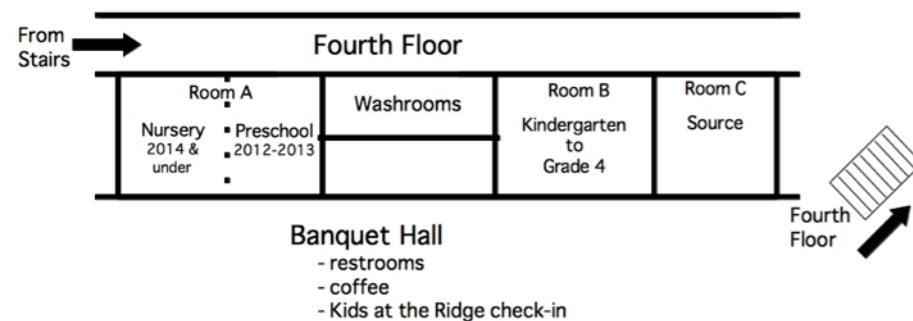 From
Stairs
Fourth Floor
Room A
Nursery
2014 &
under
Preschool
2012-2013
Washrooms
Room B
Kindergarten
to
Grade 4
Room C
Source
Fourth
Floor
Banquet Hall
- restrooms
- coffee
- Kids at the Ridge check-in